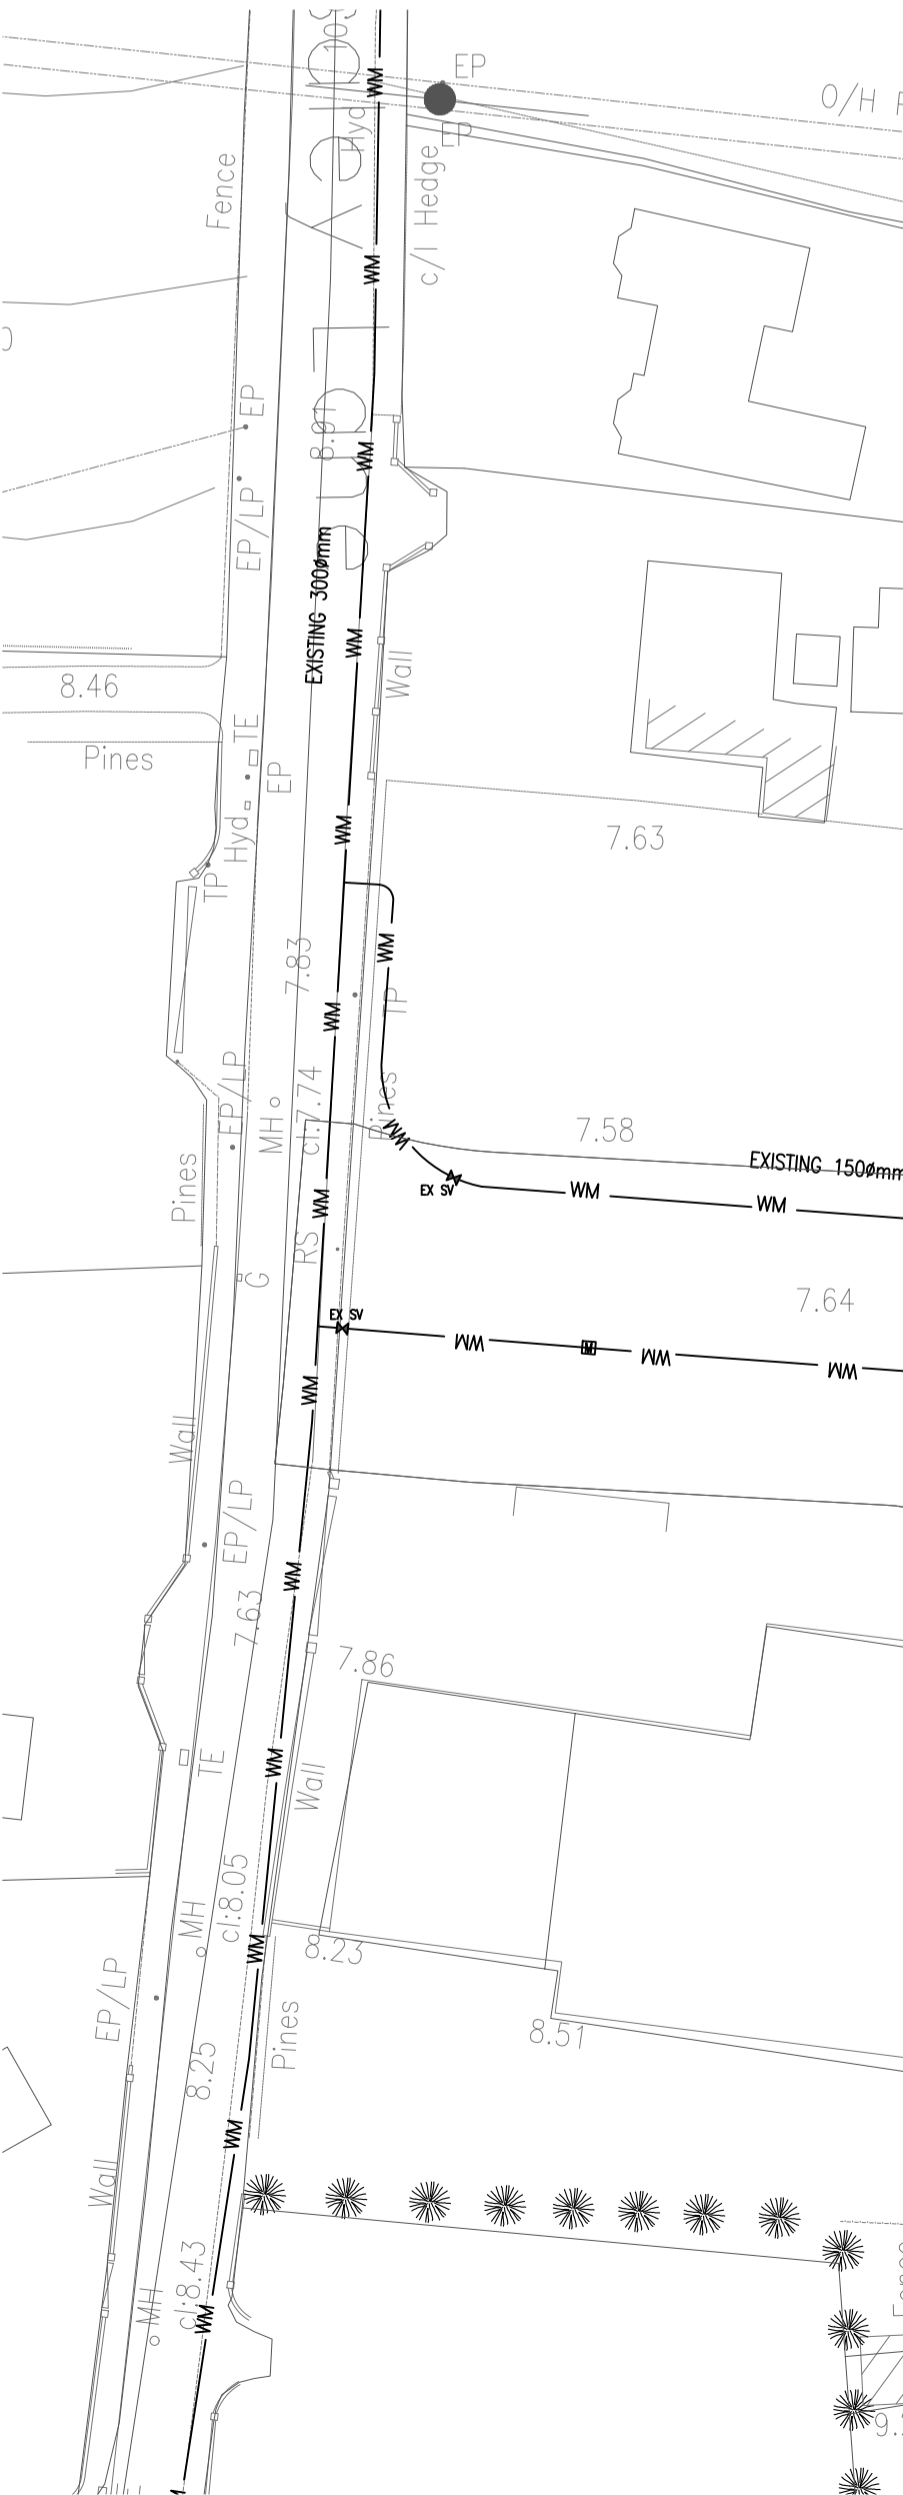 10.
Hyd
EP
EP
O/H
Fence
c/l Hedge
WM
WM
EP
8.01
WM
EP/LP
EXISTING 300ømm
WM
Wall
8.46
Pines
TE
EP
Hyd
TP
WM
7.63
7.83
WM
WM
TP
EP/LP
MH
cl:7.74
Pines
WM
7.58
EXISTING 150ømm
EX SV
WM
WM
Pines
WM
RS
G
7.64
EX SV
WM
WM
WM
M
WM
Wall
EP/LP
WM
7.63
7.86
TE
WM
Wall
cl:8.05
MH
WM
8.23
EP/LP
8.51
Pines
8.25
WM
Wall
cl:8.43
MH
WM
9.